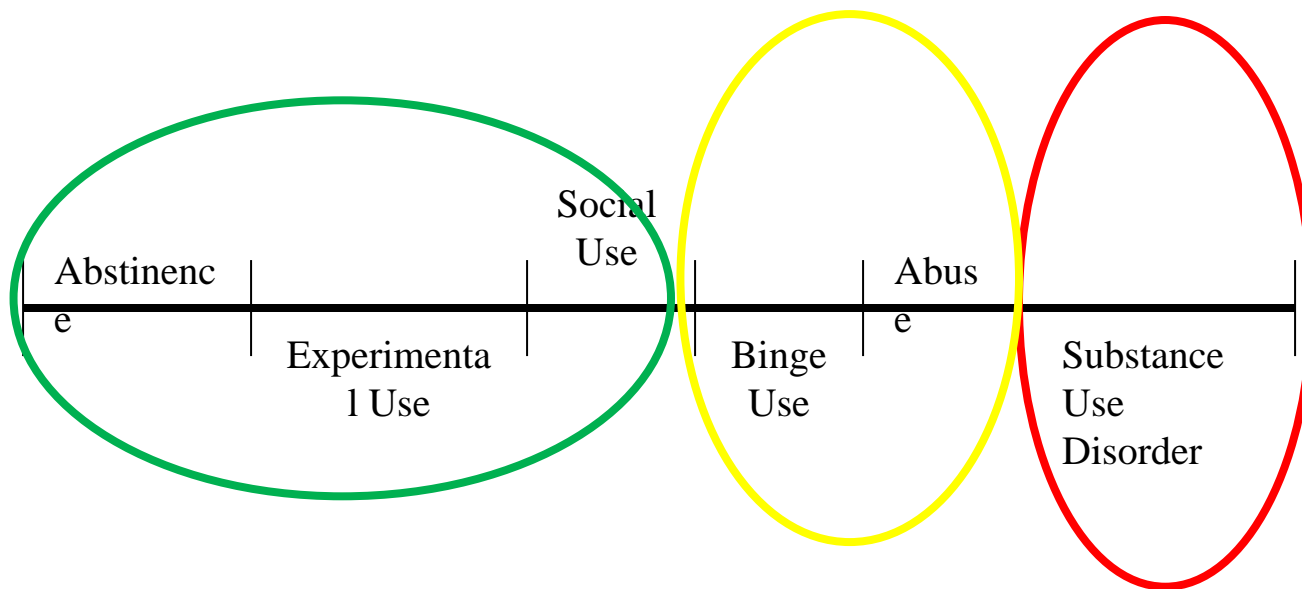 Abstinenc
e
Experimenta
l Use
Social
Use
Binge
Use
Abus
e
Substance
Use
Disorder